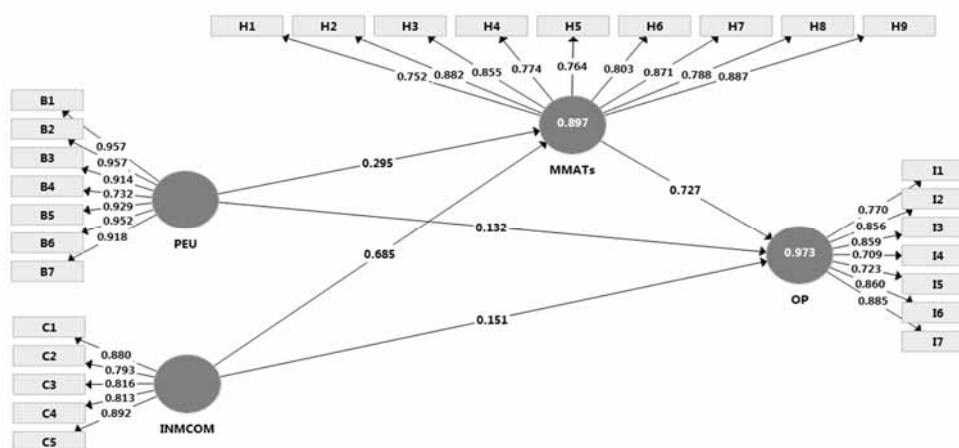 H1 H2 H3 H4 H5 H6 H7 H8 H9
0.752 0.882 0.855 0.774 0.764 0.803 0.871 0.788 0.887
0.897
MMATs
B1
B2
B3
B4
B5
B6
B7
0.957
0.957
0.914
0.732
0.929
0.952
0.918
PEU
0.295
0.132
0.685
0.727
0.151
C1
C2
C3
C4
C5
0.880
0.793
0.816
0.813
0.892
INMCOM
0.973
OP
0.770
0.856
0.859
0.709
0.723
0.860
0.885
I1
I2
I3
I4
I5
I6
I7